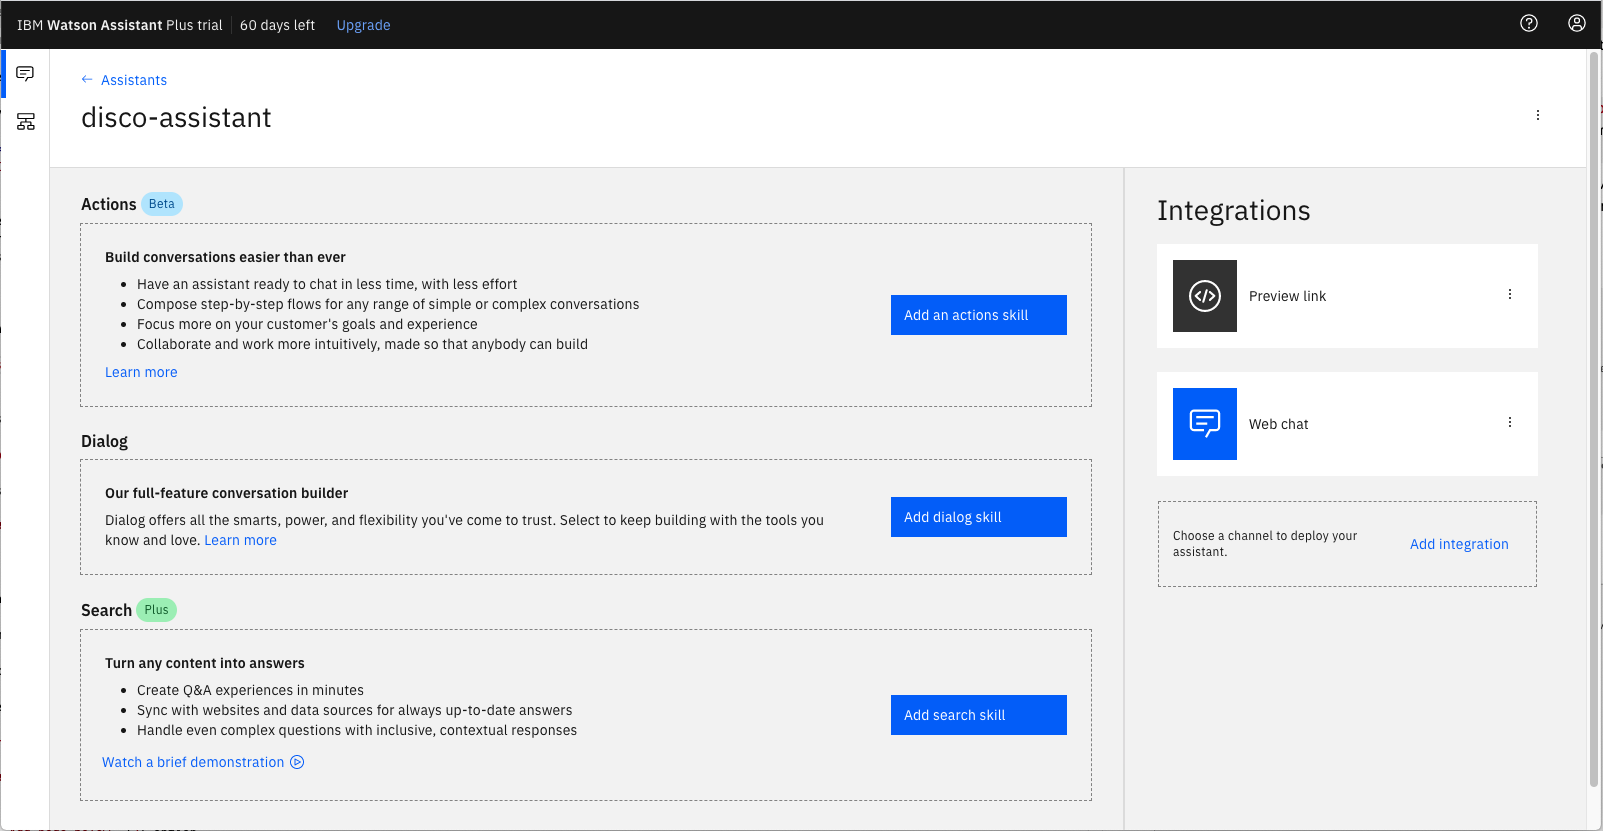 IBM Watson Assistant Plus trial 60 days left Upgrade
← Assistants
disco-assistant
Actions Beta
Build conversations easier than ever
• Have an assistant ready to chat in less time, with less effort
• Compose step-by-step flows for any range of simple or complex conversations
• Focus more on your customer's goals and experience
• Collaborate and work more intuitively, made so that anybody can build
Learn more
Add an actions skill
Dialog
Our full-feature conversation builder
Dialog offers all the smarts, power, and flexibility you've come to trust. Select to keep building with the tools you
know and love. Learn more
Add dialog skill
Search Plus
Turn any content into answers
• Create Q&A experiences in minutes
• Sync with websites and data sources for always up-to-date answers
• Handle even complex questions with inclusive, contextual responses
Watch a brief demonstration
Add search skill
Integrations
Preview link
Web chat
Choose a channel to deploy your
assistant.
Add integration